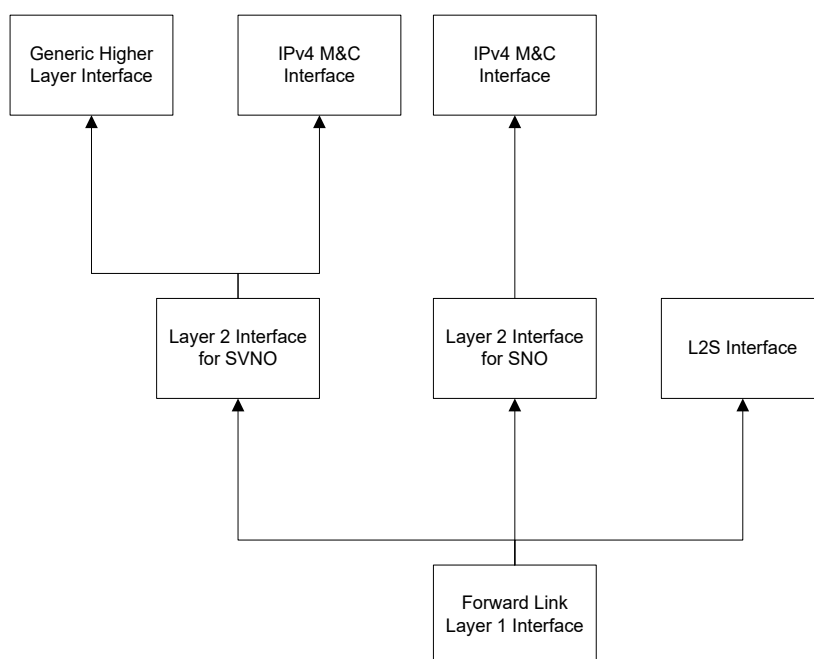 Generic Higher
Layer Interface
IPv4 M&C
Interface
IPv4 M&C
Interface
Layer 2 Interface
for SVNO
Layer 2 Interface
for SNO
L2S Interface
Forward Link
Layer 1 Interface